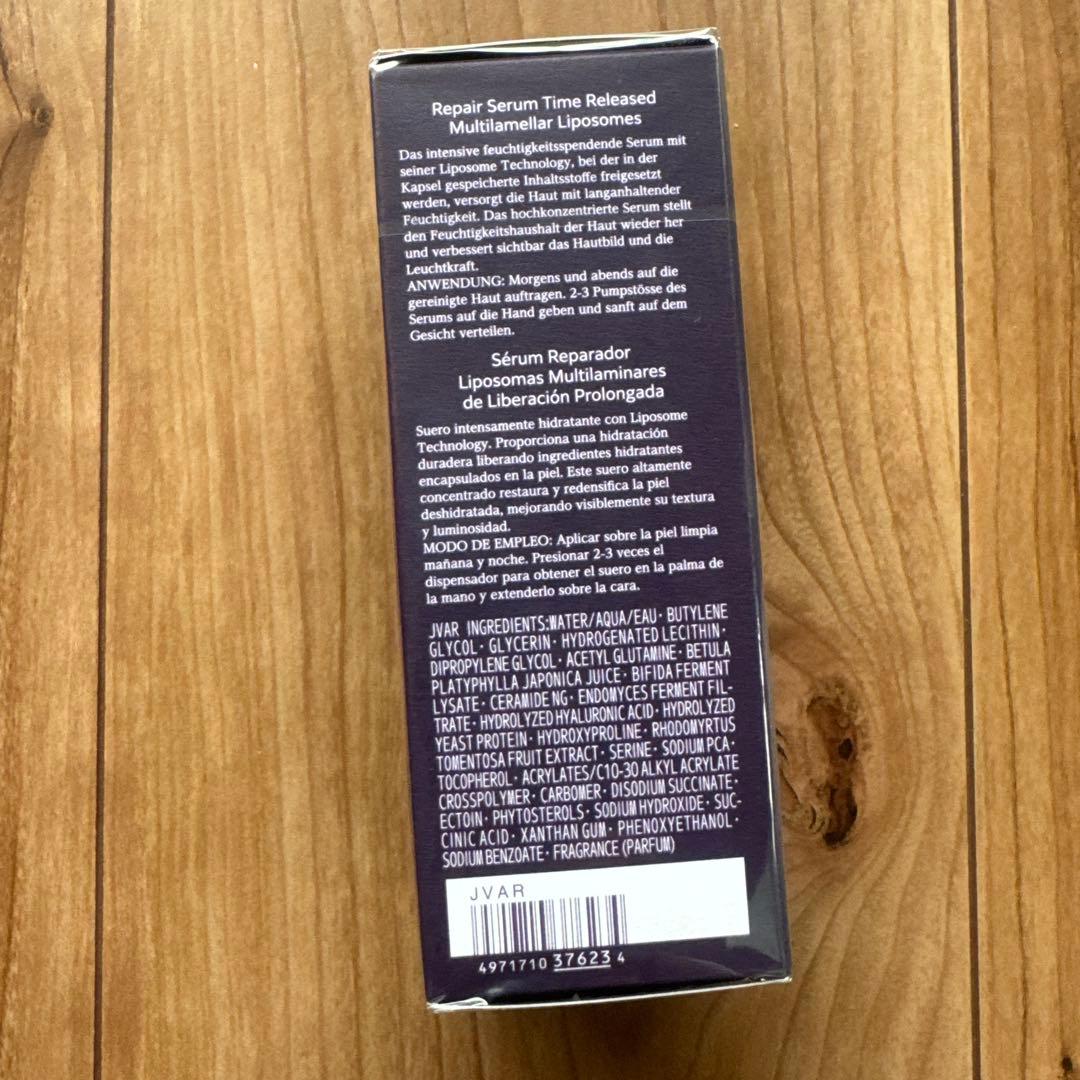 Repair Serum Time Released
Multilamellar Liposomes
Das intensive feuchtigkeitsspendende Serum mit
seiner Liposome Technology, bei der in der
Kapsel gespeicherte Inhaltsstoffe freigesetzt
werden, versorgt die Haut mit langanhaltender
Feuchtigkeit. Das hochkonzentrierte Serum stellt
den Feuchtigkeitshaushalt der Haut wieder her
und verbessert sichtbar das Hautbild und die
Leuchtkraft.
ANWENDUNG: Morgens und abends auf die
gereinigte Haut auftragen. 2-3 Pumpstösse des
Serums auf die Hand geben und sanft auf dem
Gesicht verteilen.
Sérum Reparador
Liposomas Multilaminares
de Liberación Prolongada
Suero intensamente hidratante con Liposome
Technology. Proporciona una hidratación
duradera liberando ingredientes hidratantes
encapsulados en la piel. Este suero altamente
concentrado restaura y redensifica la piel
deshidratada, mejorando visiblemente su textura
y luminosidad.
MODO DE EMPLEO: Aplicar sobre la piel limpia
mañana y noche. Presionar 2-3 veces el
dispensador para obtener el suero en la palma de
la mano y extenderlo sobre la cara.
JVAR INGREDIENTS:WATER/AQUA/EAU· BUTYLENE
GLYCOL· GLYCERIN· HYDROGENATED LECITHIN·
DIPROPYLENE GLYCOL· ACETYL GLUTAMINE· BETULA
PLATYPHYLLA JAPONICA JUICE· BIFIDA FERMENT
LYSATE· CERAMIDE NG· ENDOMYCES FERMENT FIL-
TRATE· HYDROLYZED HYALURONIC ACID· HYDROLYZED
YEAST PROTEIN· HYDROXYPROLINE· RHODOMYRTUS
TOMENTOSA FRUIT EXTRACT· SERINE· SODIUM PCA·
TOCOPHEROL· ACRYLATES/C10-30 ALKYL ACRYLATE
CROSSPOLYMER· CARBOMER· DISODIUM SUCCINATE·
ECTOIN· PHYTOSTEROLS· SODIUM HYDROXIDE· SUC-
CINIC ACID· XANTHAN GUM· PHENOXYETHANOL·
SODIUM BENZOATE· FRAGRANCE (PARFUM)
JVAR
4971710 37623 4